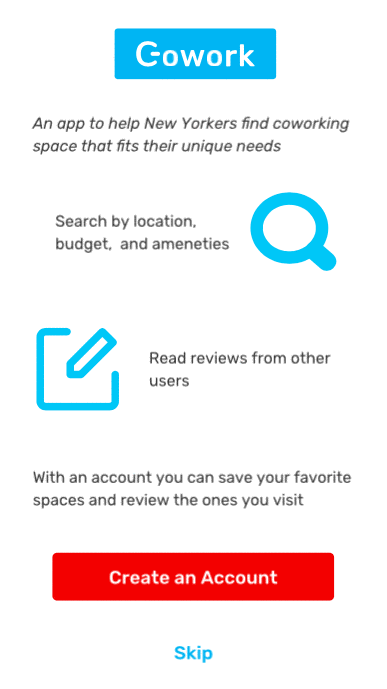 Cowork
An app to help New Yorkers find coworking
space that fits their unique needs
Search by location,
budget, and ameneties
Read reviews from other
users
With an account you can save your favorite
spaces and review the ones you visit
Create an Account
Skip